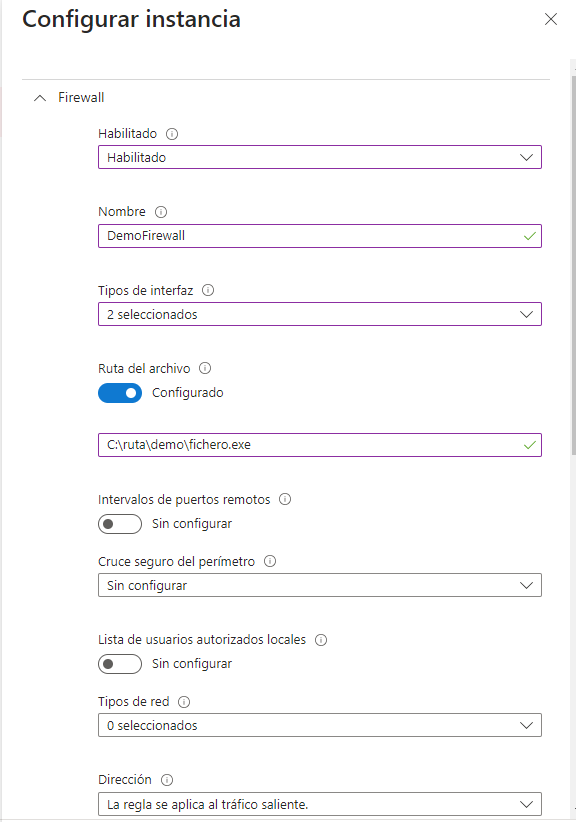 Configurar instancia
Firewall
Habilitado
Habilitado
Nombre
DemoFirewall
Tipos de interfaz
2 seleccionados
Ruta del archivo
Configurado
C:\ruta\demo\fichero.exe
Intervalos de puertos remotos
Sin configurar
Cruce seguro del perímetro
Sin configurar
Lista de usuarios autorizados locales
Sin configurar
Tipos de red
0 seleccionados
Dirección
La regla se aplica al tráfico saliente.